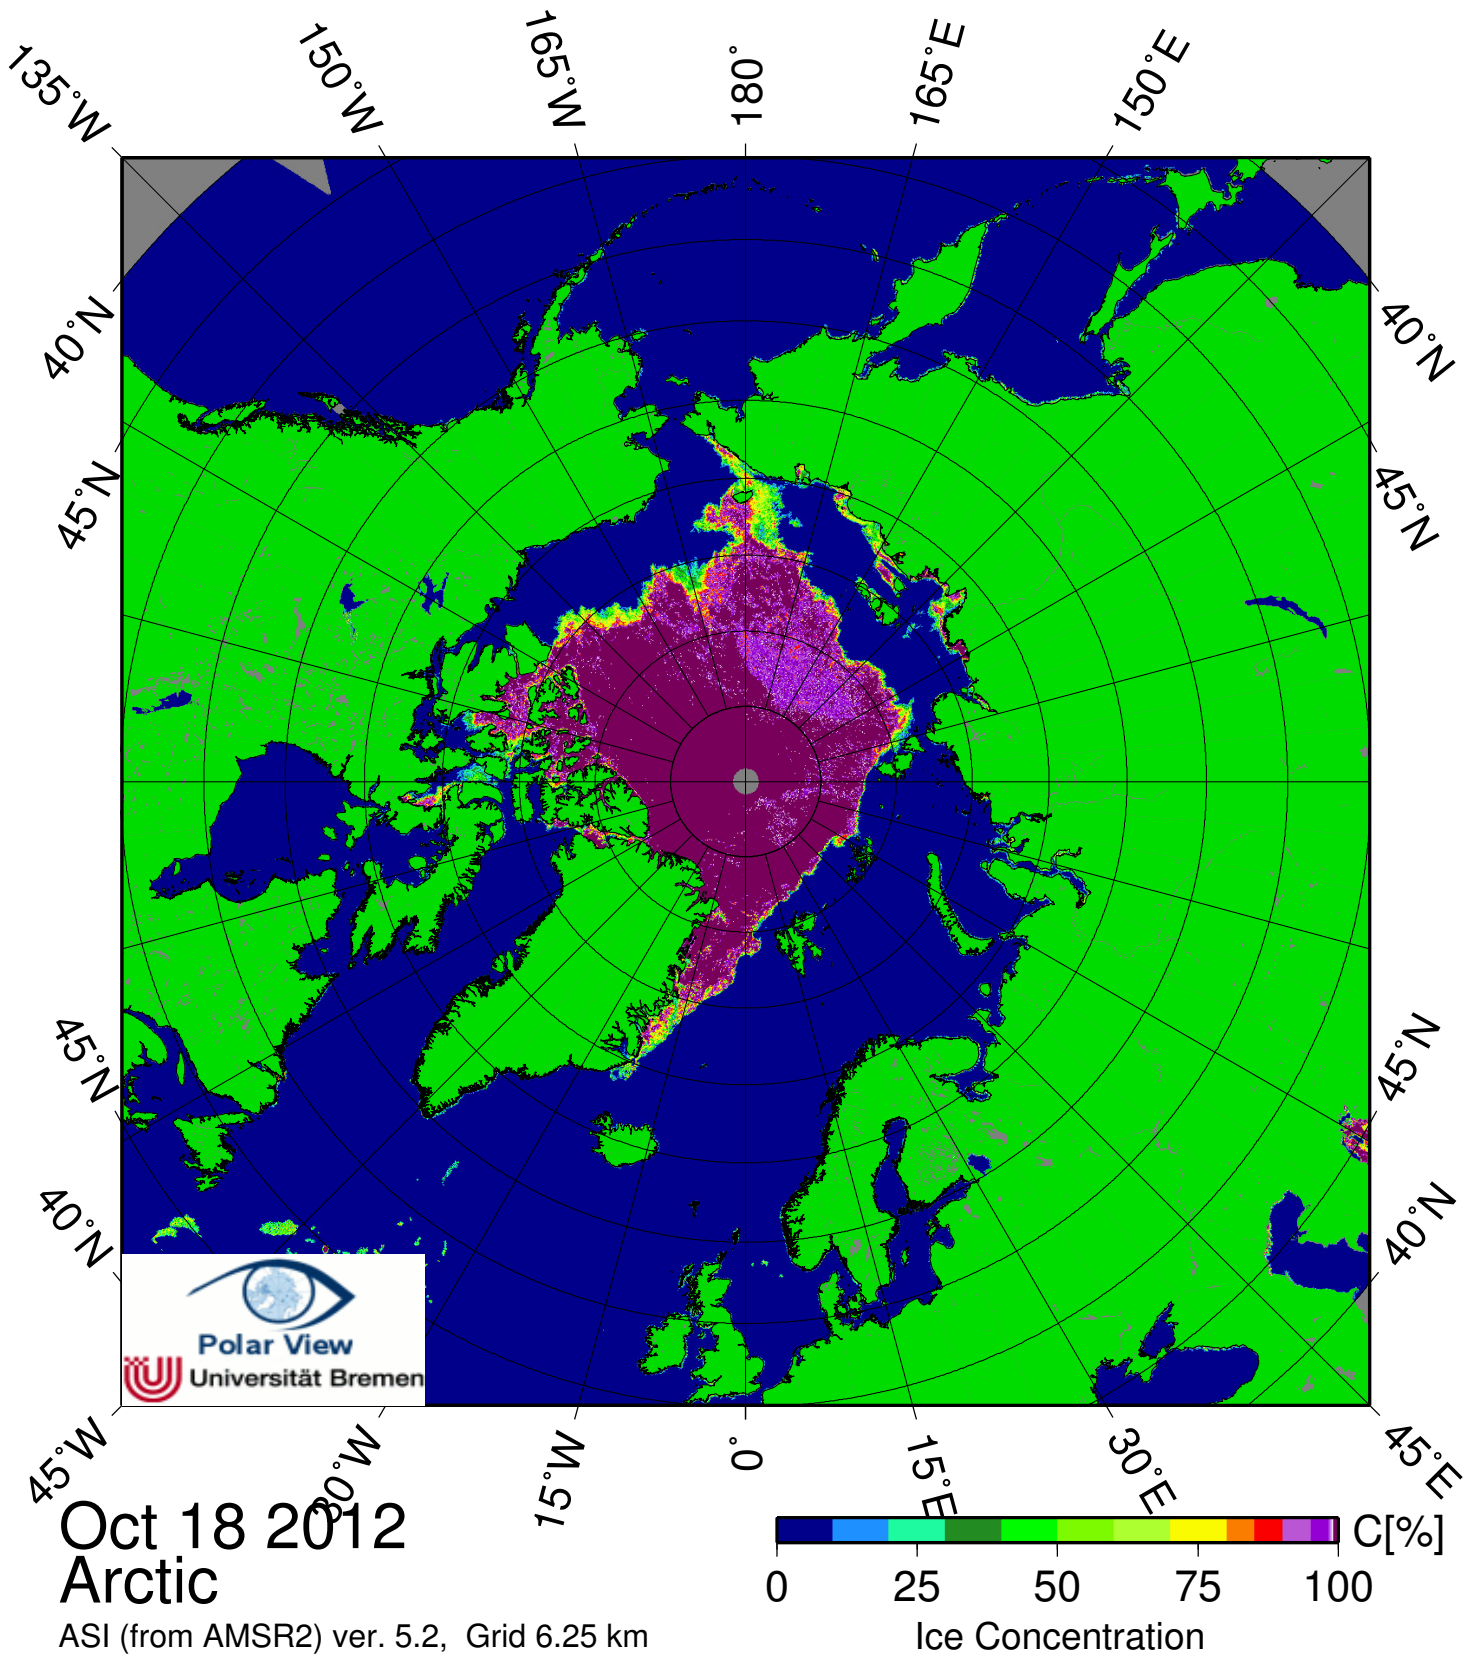 135°W
150°W
165°W
180°
165°E
150°E
40°N
40°N
45°N
45°N
45°N
45°N
40°N
40°N
Polar View
Universität Bremen
45°W
30°W
15°W
0°
15°E
30°E
45°E
Oct 18 2012
Arctic
ASI (from AMSR2) ver. 5.2, Grid 6.25 km
C[%]
0 25 50 75 100
Ice Concentration